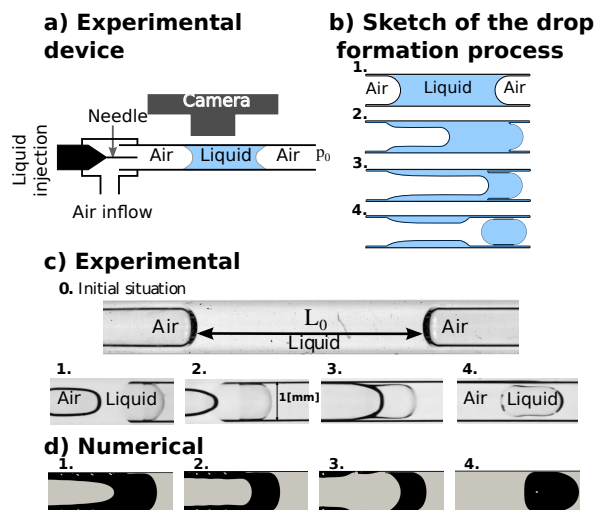 a) Experimental
device
b) Sketch of the drop
formation process
Camera
Needle
Liquid
injection
Air
Liquid
Air
p0
Air inflow
1.
Air
Liquid
Air
2.
3.
4.
c) Experimental
0. Initial situation
Air
L0
Liquid
Air
1.
Air
Liquid
2.
1[mm]
3.
4.
Air
Liquid
d) Numerical
1.
2.
3.
4.